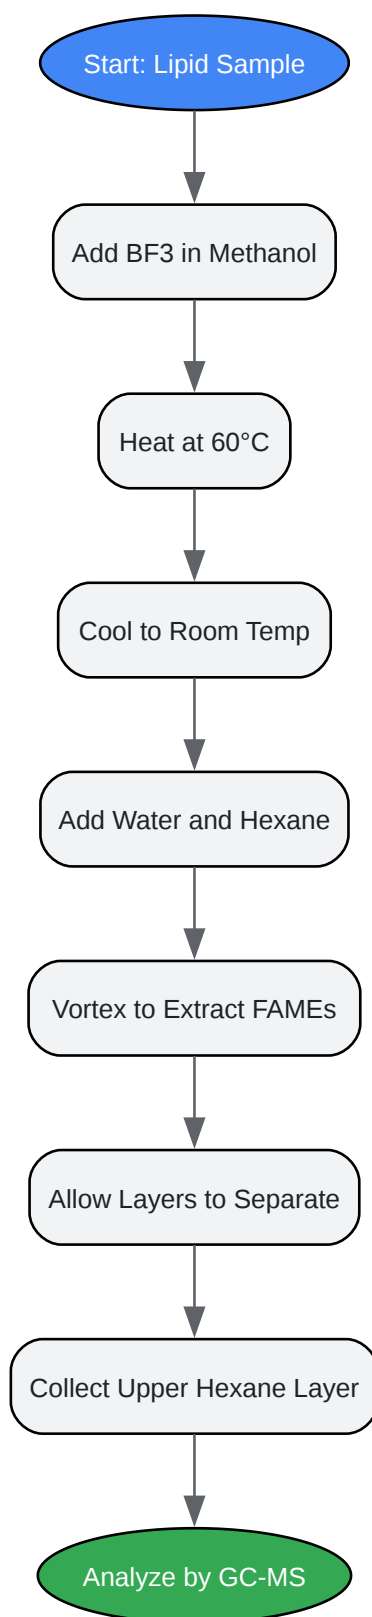 Start: Lipid Sample
Add BF3 in Methanol
Heat at 60°C
Cool to Room Temp
Add Water and Hexane
Vortex to Extract FAMEs
Allow Layers to Separate
Collect Upper Hexane Layer
Analyze by GC-MS